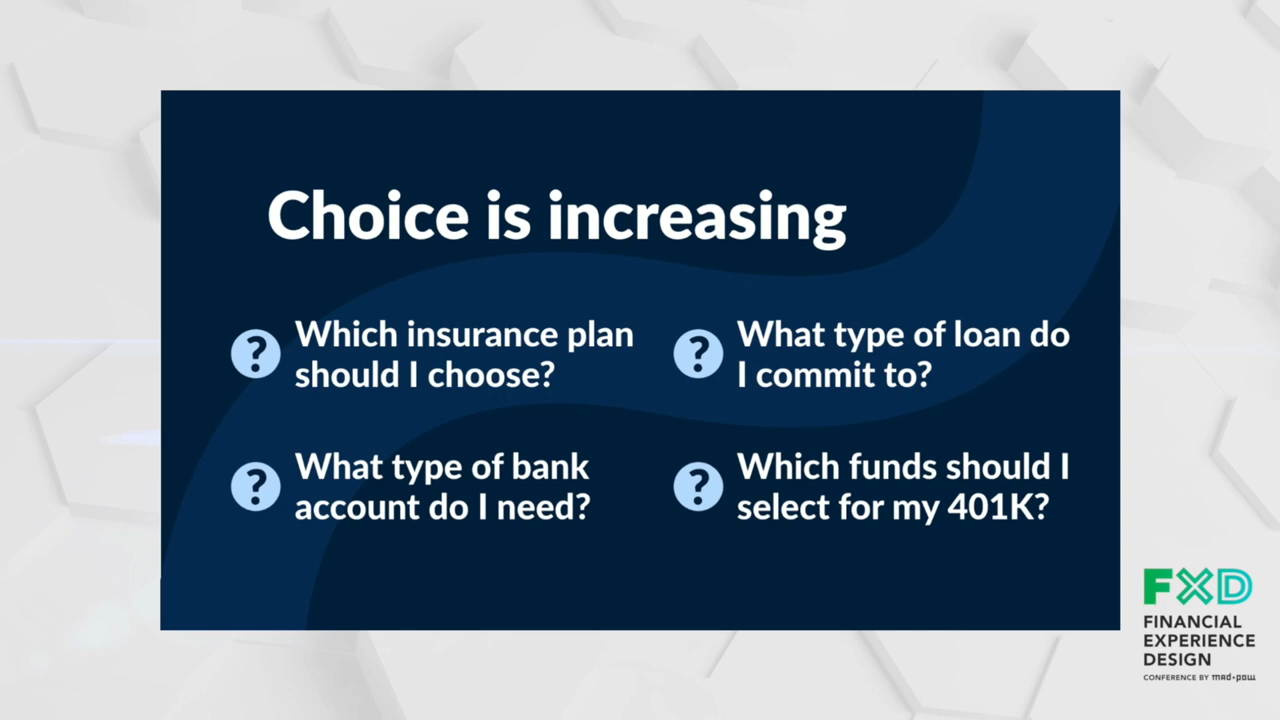 Choice is increasing
? Which insurance plan
should I choose?
? What type of loan do
I commit to?
? What type of bank
account do I need?
? Which funds should I
select for my 401K?
FXD
FINANCIAL
EXPERIENCE
DESIGN
CONFERENCE BY mad*pow